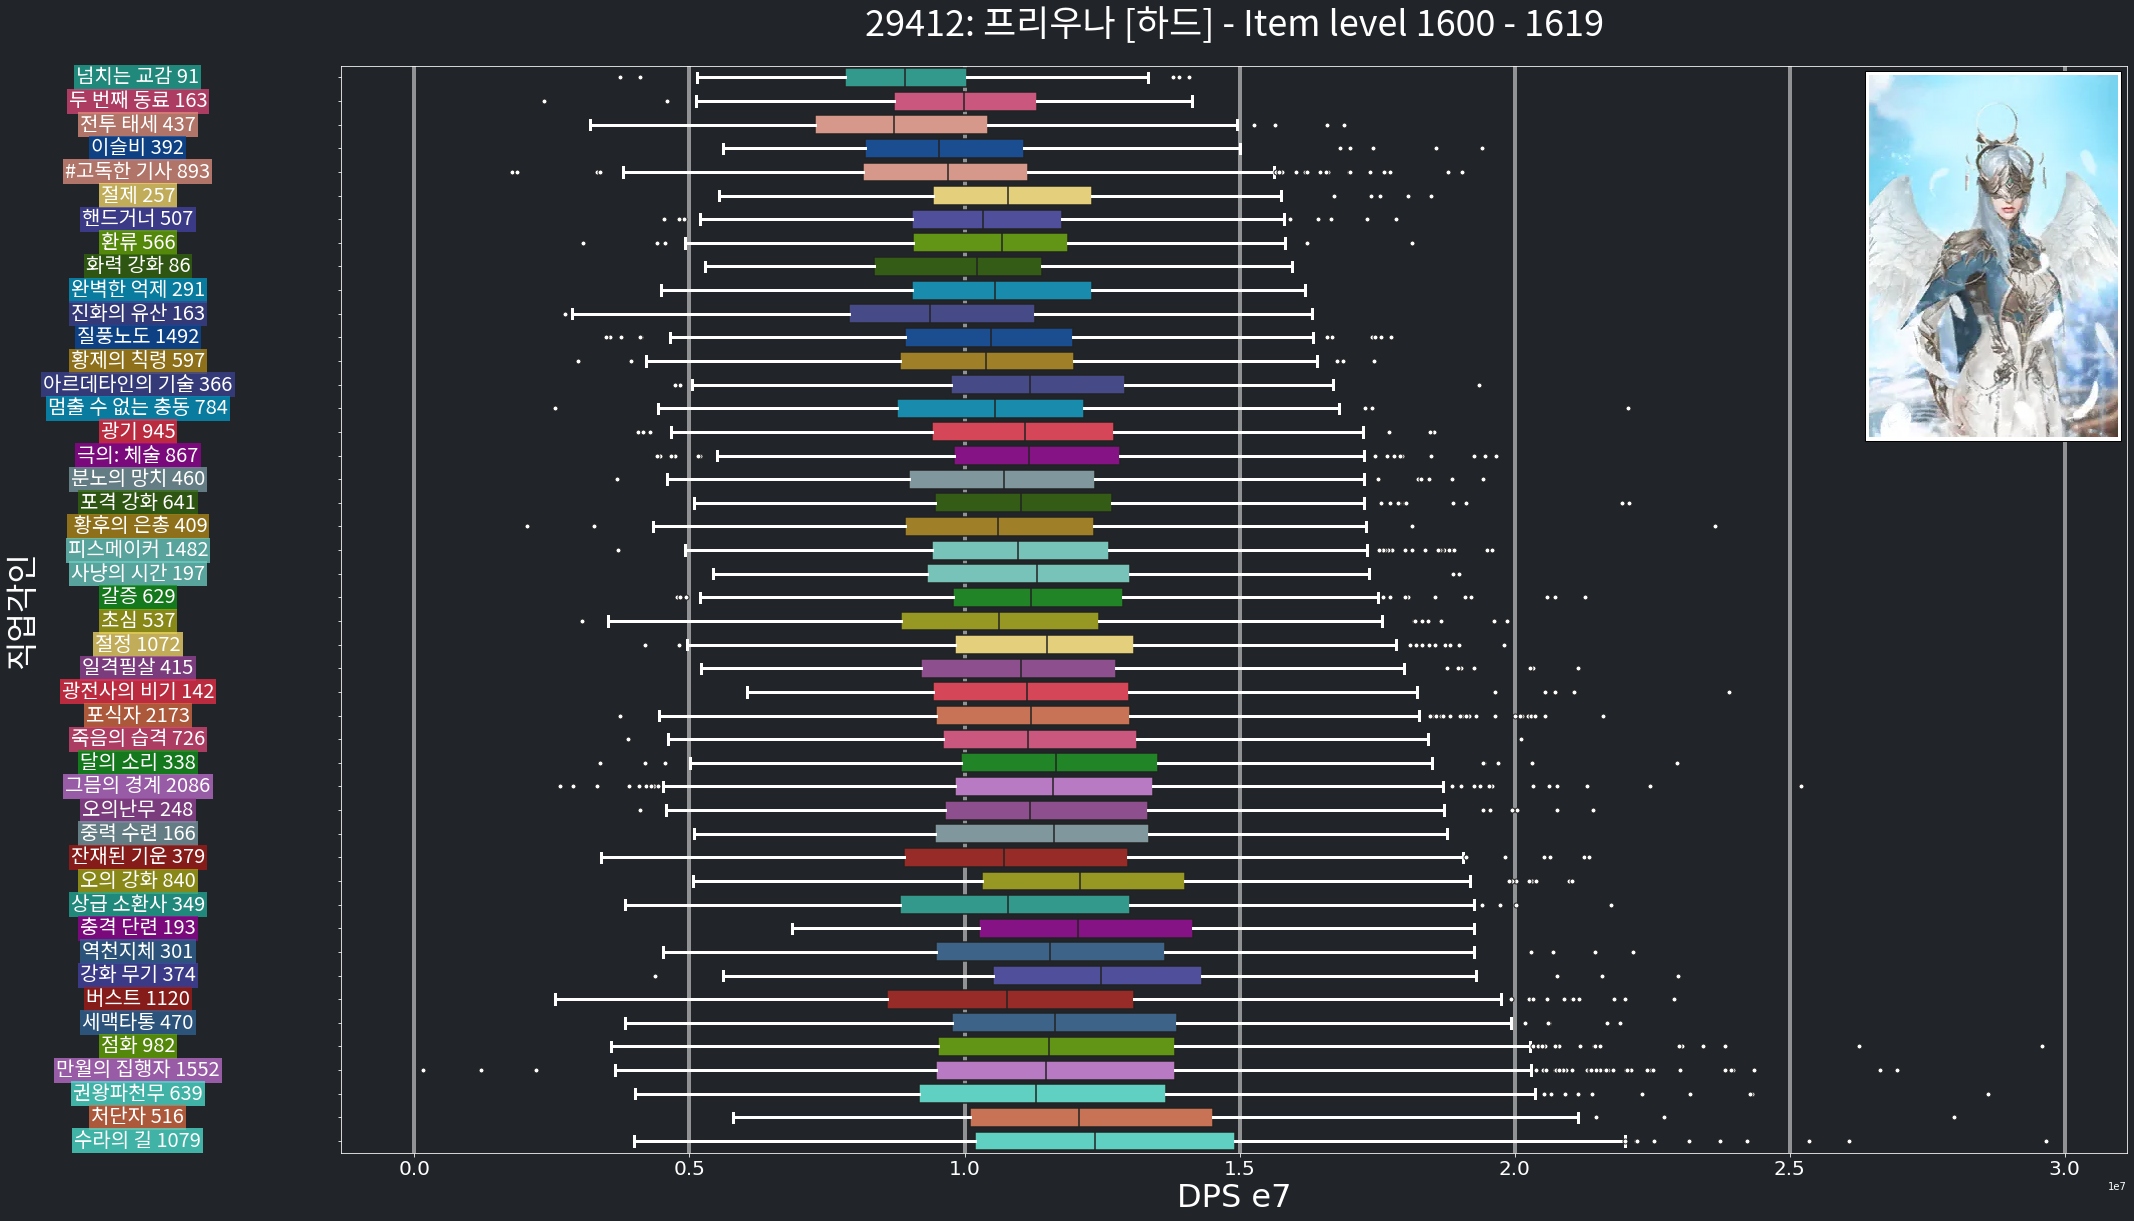 29412: 프리우나 [하드] - Item level 1600 - 1619
넘치는 교감 91
두 번째 동료 163
전투 태세 437
이슬비 392
#고독한 기사 893
절제 257
핸드거너 507
환류 566
화력 강화 86
완벽한 억제 291
진화의 유산 163
질풍노도 1492
황제의 칙령 597
아르데타인의 기술 366
멈출 수 없는 충동 784
광기 945
극의: 체술 867
분노의 망치 460
포격 강화 641
황후의 은총 409
피스메이커 1482
사냥의 시간 197
갈증 629
초심 537
절정 1072
일격필살 415
광전사의 비기 142
포식자 2173
죽음의 습격 726
달의 소리 338
그믐의 경계 2086
오의난무 248
중력 수련 166
잔재된 기운 379
오의 강화 840
상급 소환사 349
충격 단련 193
역천지체 301
강화 무기 374
버스트 1120
세맥타통 470
점화 982
만월의 집행자 1552
권왕파천무 639
처단자 516
수라의 길 1079
직업각인
0.0 0.5 1.0 1.5 2.0 2.5 3.0
DPS e7
1e7